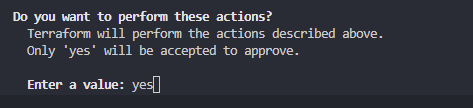 Do you want to perform these actions?
Terraform will perform the actions described above.
Only 'yes' will be accepted to approve.
Enter a value: yes